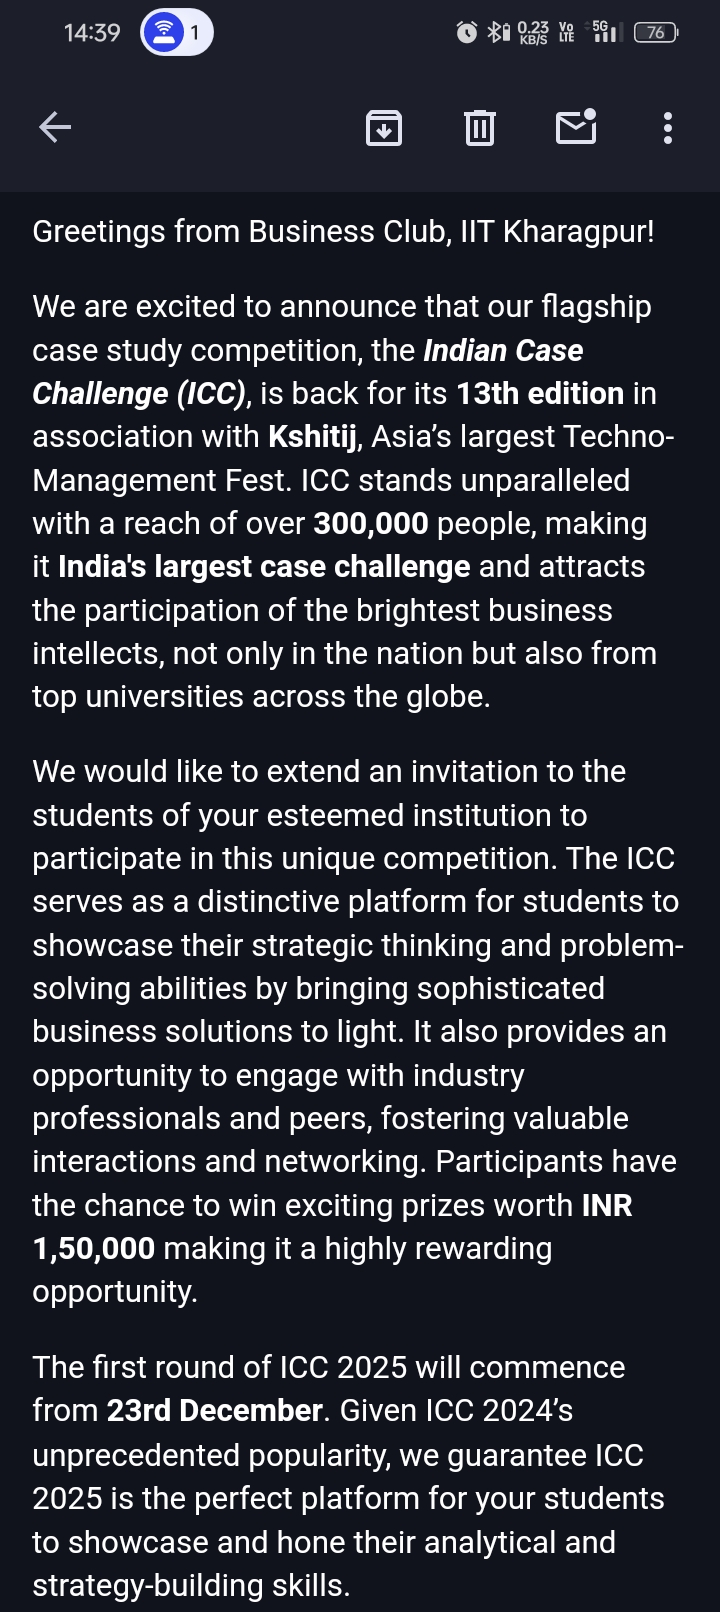 14:39 1 0.23 KB/S Vo LTE 5G 76
Greetings from Business Club, IIT Kharagpur!
We are excited to announce that our flagship
case study competition, the Indian Case
Challenge (ICC), is back for its 13th edition in
association with Kshitij, Asia’s largest Techno-
Management Fest. ICC stands unparalleled
with a reach of over 300,000 people, making
it India's largest case challenge and attracts
the participation of the brightest business
intellects, not only in the nation but also from
top universities across the globe.
We would like to extend an invitation to the
students of your esteemed institution to
participate in this unique competition. The ICC
serves as a distinctive platform for students to
showcase their strategic thinking and problem-
solving abilities by bringing sophisticated
business solutions to light. It also provides an
opportunity to engage with industry
professionals and peers, fostering valuable
interactions and networking. Participants have
the chance to win exciting prizes worth INR
1,50,000 making it a highly rewarding
opportunity.
The first round of ICC 2025 will commence
from 23rd December. Given ICC 2024’s
unprecedented popularity, we guarantee ICC
2025 is the perfect platform for your students
to showcase and hone their analytical and
strategy-building skills.